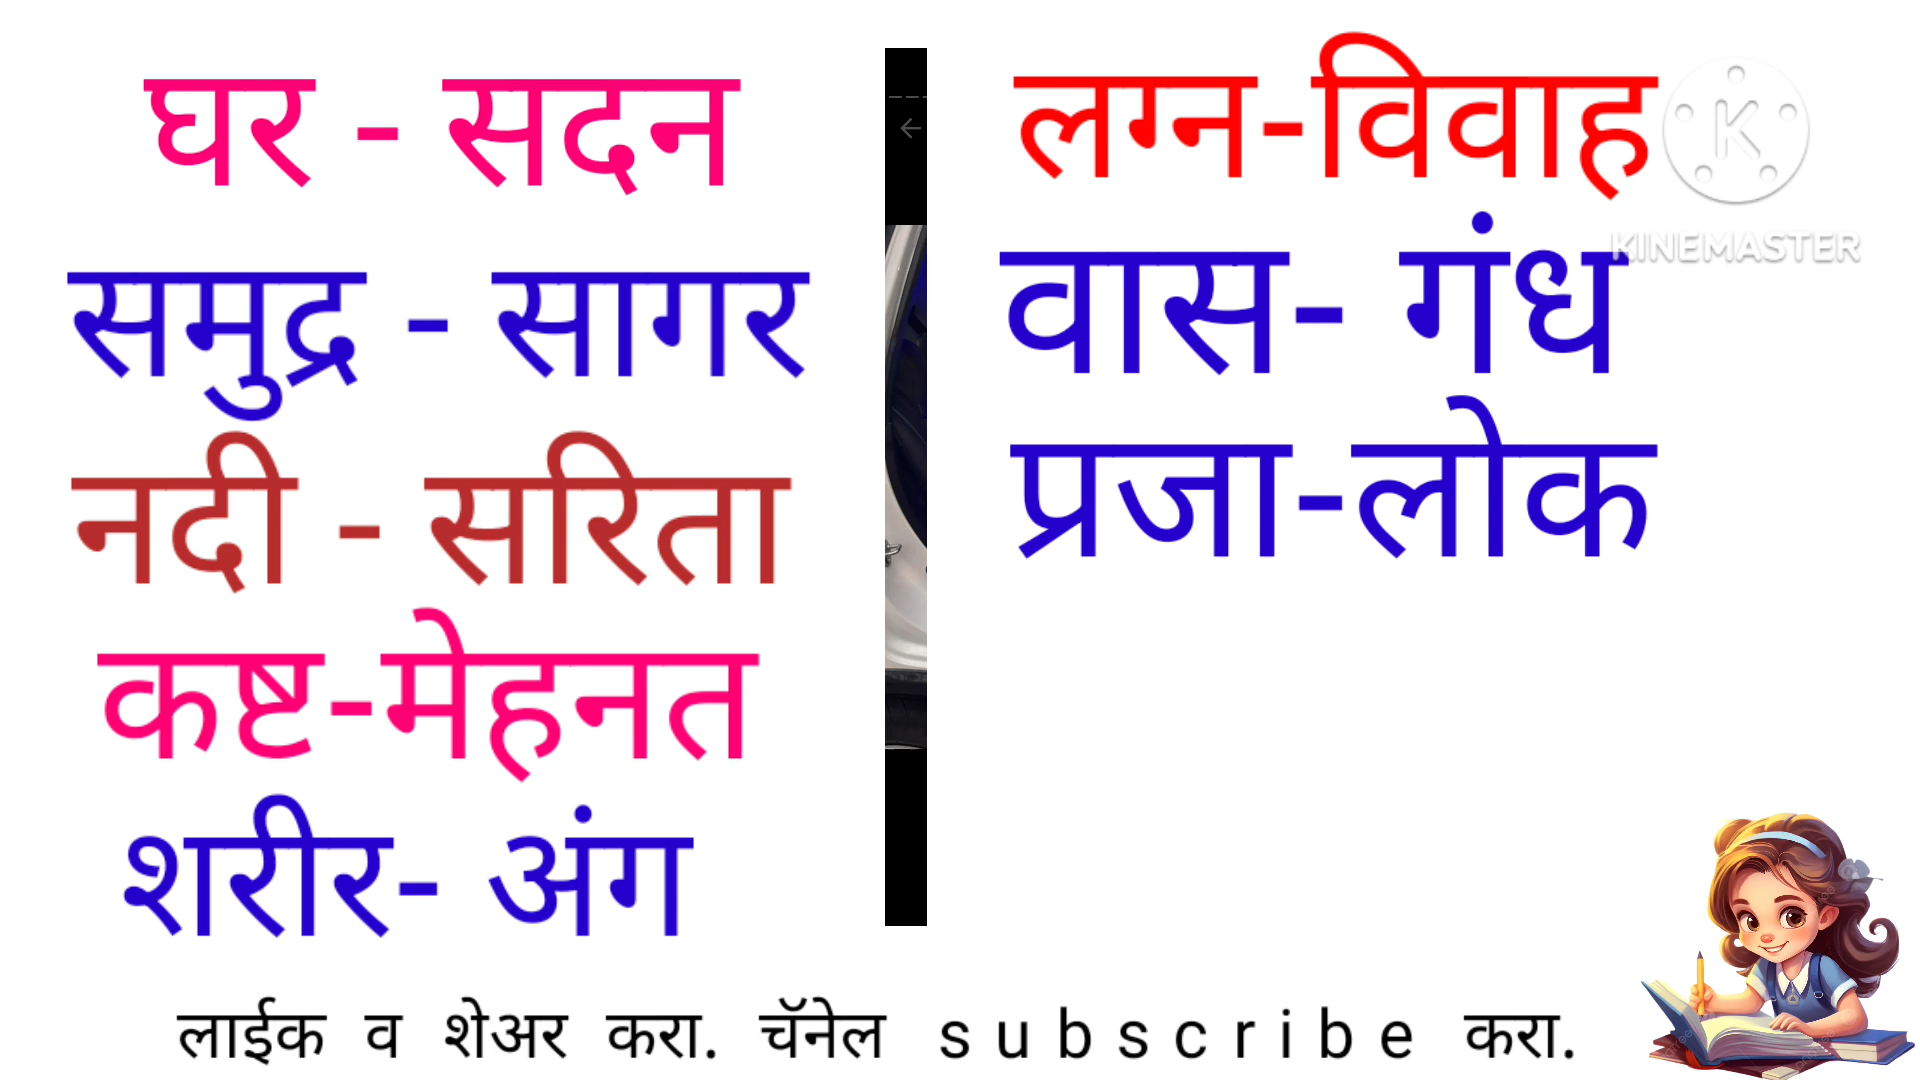 घर - सदन
समुद्र - सागर
नदी - सरिता
कष्ट-मेहनत
शरीर- अंग
लग्न-विवाह
वास- गंध
प्रजा-लोक
K
KINEMASTER
लाईक व शेअर करा. चॅनेल subscribe करा.